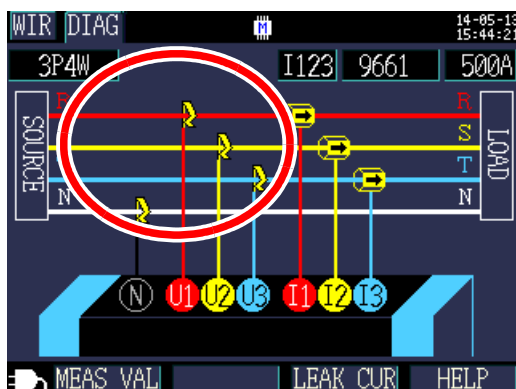 WIR DIAG M 14-05-13
15:44:21
3P4W I123 9661 500A
R R
S
T
N N
SOURCE
LOAD
N U1 U2 U3 I1 I2 I3
MEAS VAL LEAK CUR HELP